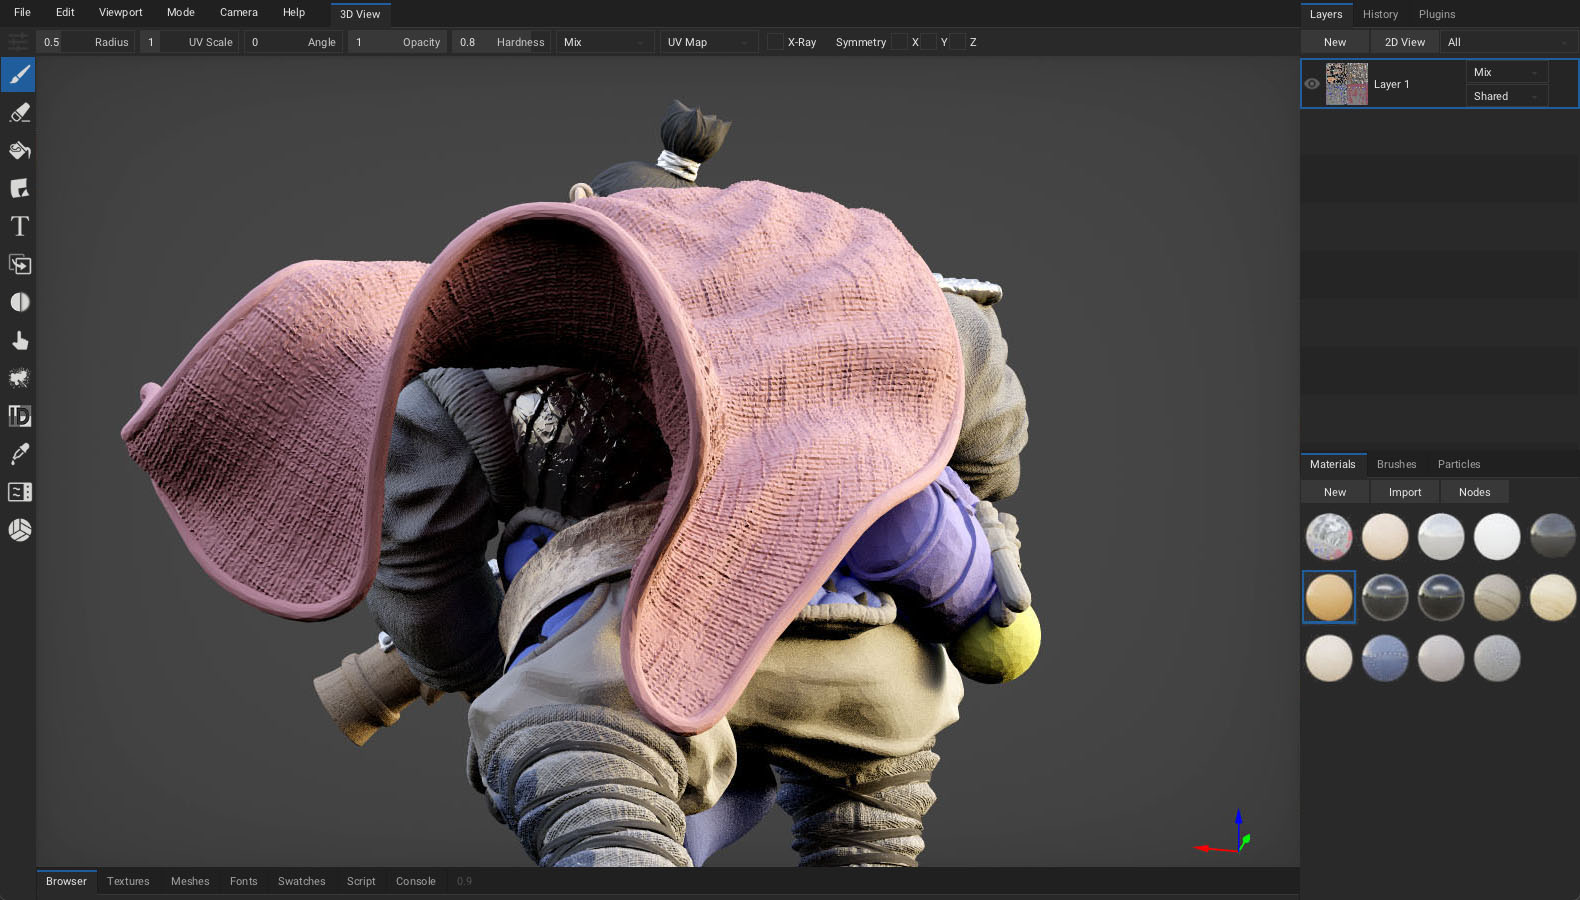 File Edit Viewport Mode Camera Help 3D View
Layers History Plugins
0.5 Radius 1 UV Scale 0 Angle 1 Opacity 0.8 Hardness Mix UV Map X-Ray Symmetry X Y Z
New 2D View All
Layer 1 Mix
Shared
T
ID
Materials Brushes Particles
New Import Nodes
Browser Textures Meshes Fonts Swatches Script Console 0.9